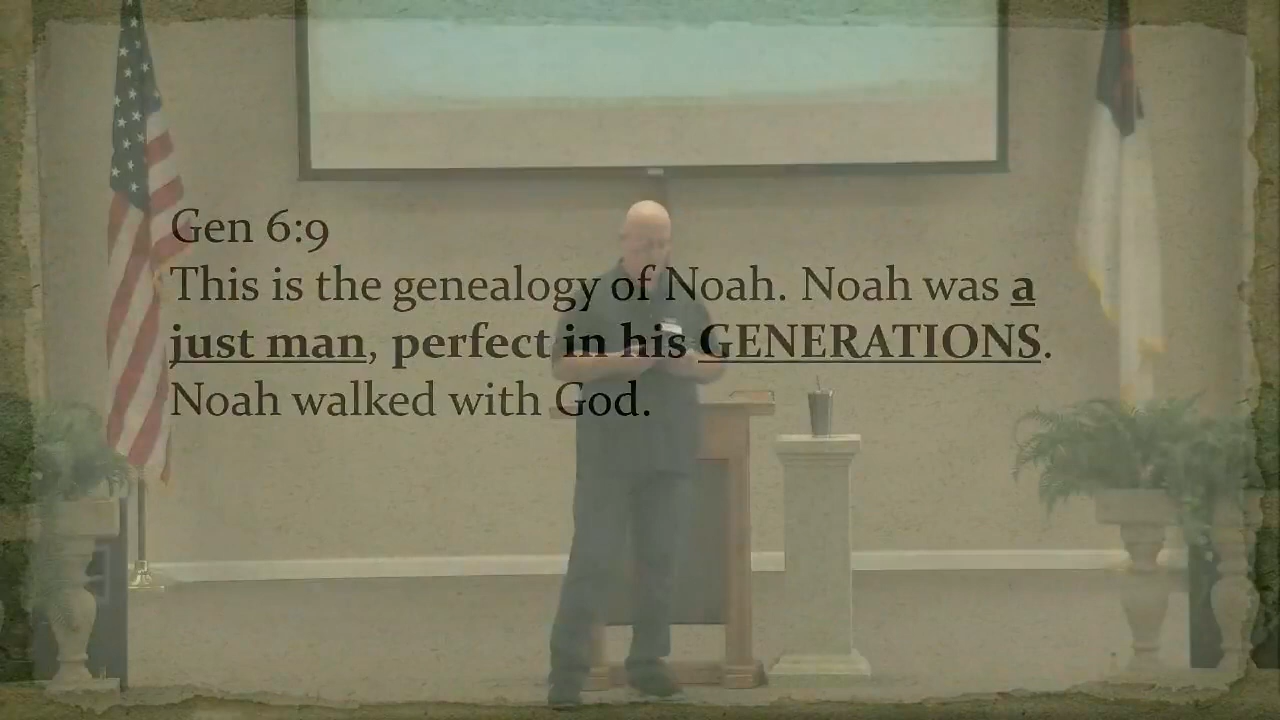 Gen 6:9
This is the genealogy of Noah. Noah was a
just man, perfect in his GENERATIONS.
Noah walked with God.